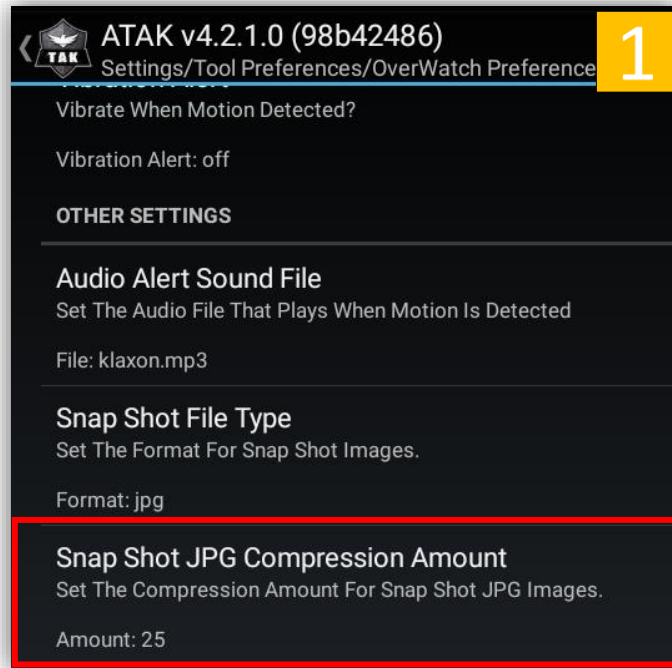 ATAK v4.2.1.0 (98b42486)
TAK
Settings/Tool Preferences/OverWatch Preference
1
Vibration Alert
Vibrate When Motion Detected?
Vibration Alert: off
OTHER SETTINGS
Audio Alert Sound File
Set The Audio File That Plays When Motion Is Detected
File: klaxon.mp3
Snap Shot File Type
Set The Format For Snap Shot Images.
Format: jpg
Snap Shot JPG Compression Amount
Set The Compression Amount For Snap Shot JPG Images.
Amount: 25